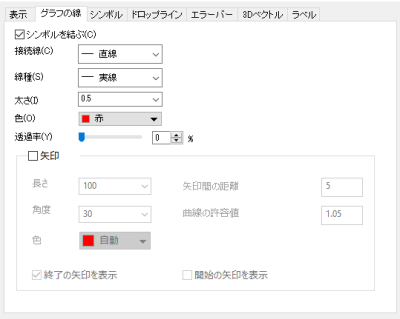 表示 グラフの線 シンボル ドロップライン エラーバー 3Dベクトル ラベル
シンボルを結ぶ(C)
接続線(C) 直線
線種(S) 実線
太さ(I) 0.5
色(O) 赤
透過率(Y) 0 %
矢印
長さ 100 矢印間の距離 5
角度 30 曲線の許容値 1.05
色 自動
終了の矢印を表示 開始の矢印を表示